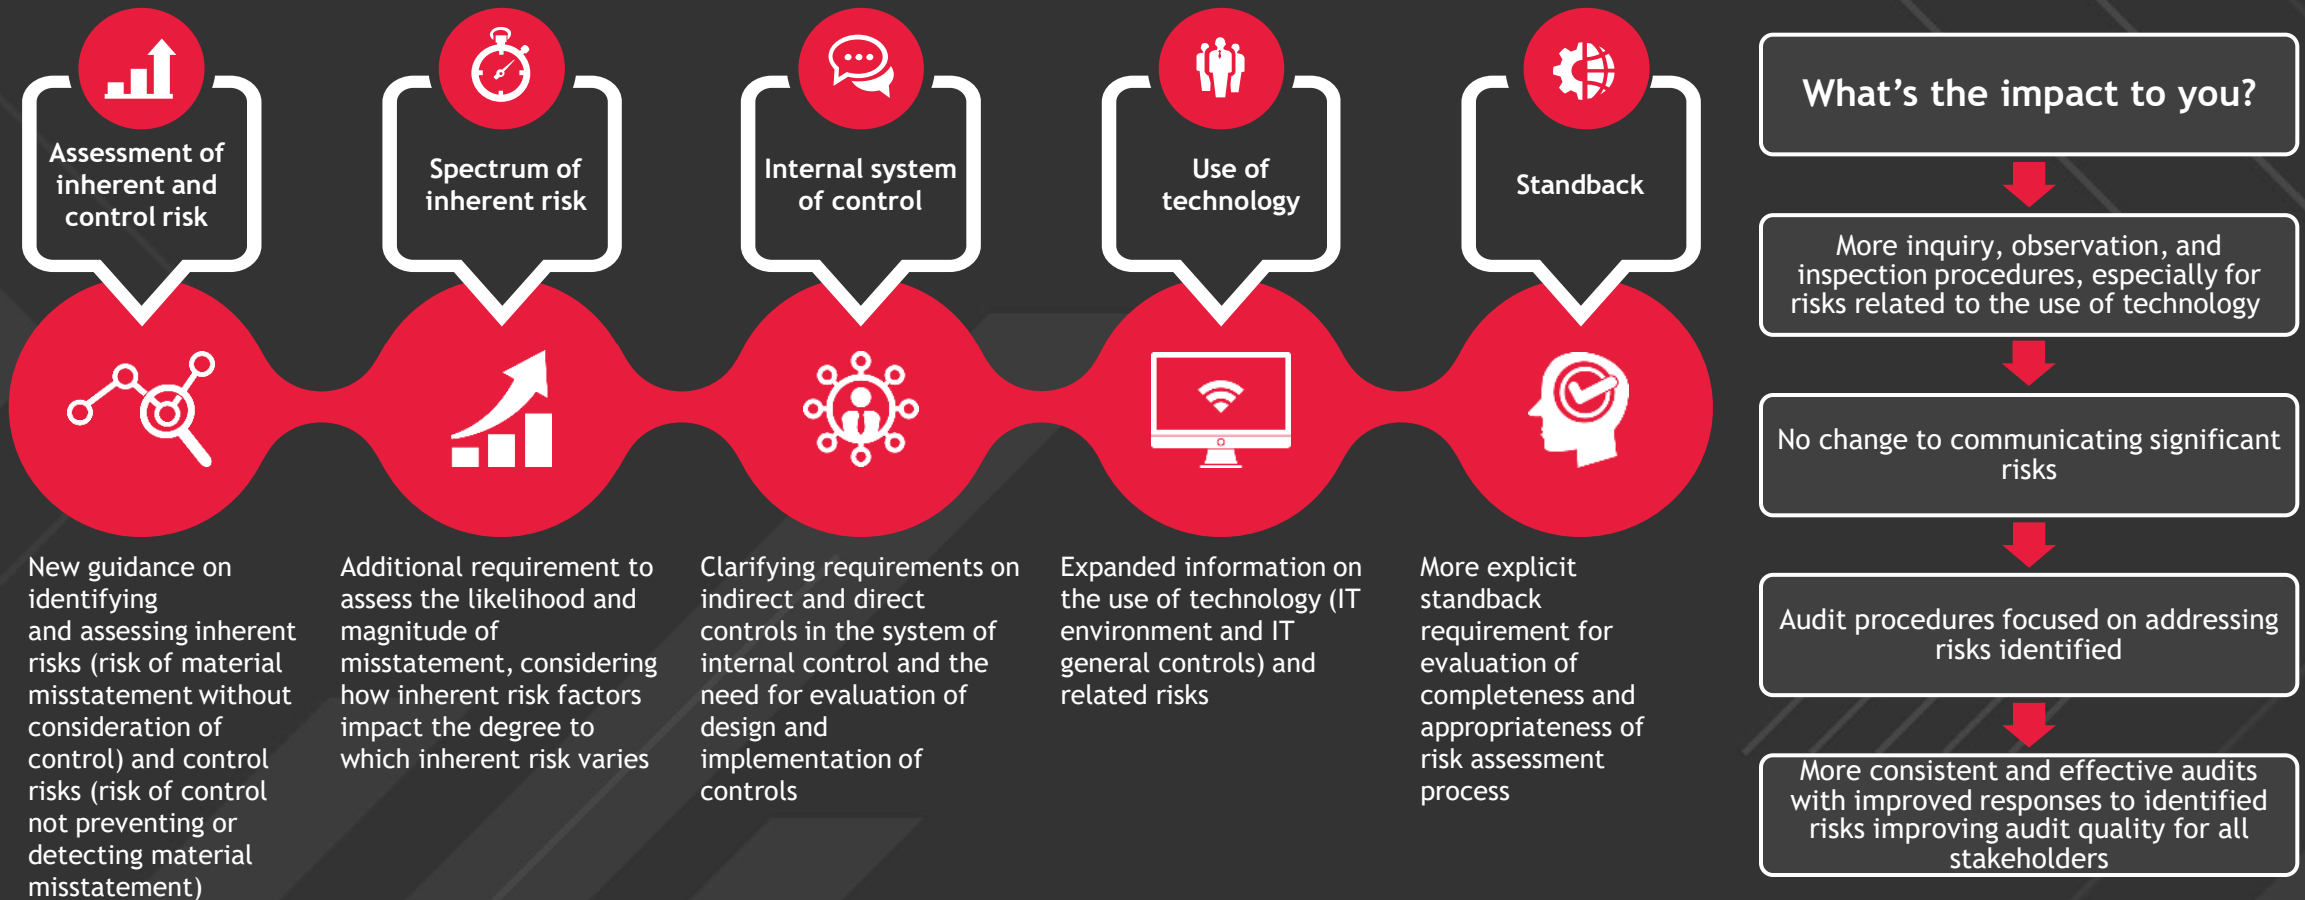 Assessment of
inherent and
control risk
New guidance on
identifying
and assessing inherent
risks (risk of material
misstatement without
consideration of
control) and control
risks (risk of control
not preventing or
detecting material
misstatement)
Spectrum of
inherent risk
Additional requirement to
assess the likelihood and
magnitude of
misstatement, considering
how inherent risk factors
impact the degree to
which inherent risk varies
Internal system
of control
Clarifying requirements on
indirect and direct
controls in the system of
internal control and the
need for evaluation of
design and
implementation of
controls
Use of
technology
Expanded information on
the use of technology (IT
environment and IT
general controls) and
related risks
Standback
More explicit
standback
requirement for
evaluation of
completeness and
appropriateness of
risk assessment
process
What's the impact to you?
More inquiry, observation, and
inspection procedures, especially for
risks related to the use of technology
No change to communicating significant
risks
Audit procedures focused on addressing
risks identified
More consistent and effective audits
with improved responses to identified
risks improving audit quality for all
stakeholders